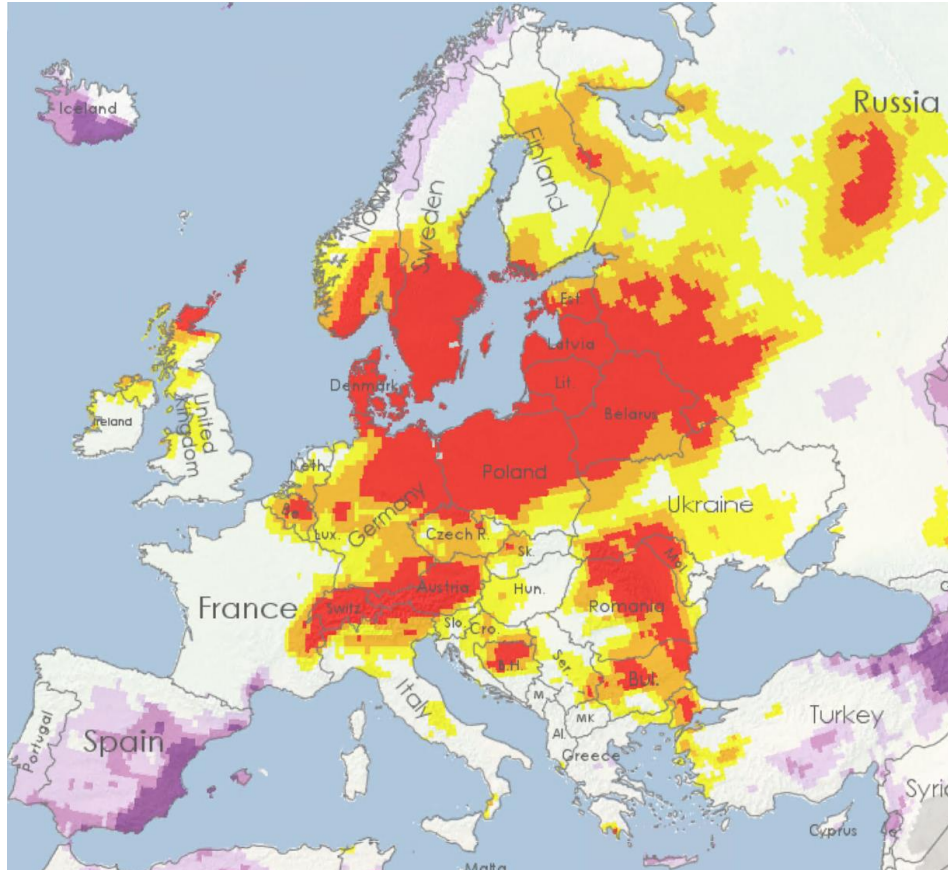 Iceland
Russia
Finland
Norway
Sweden
Est
Latvia
Denmark
Lit
Ireland
United
Kingdom
Belarus
Neth.
Poland
Germany
Ukraine
Lux.
Czech R.
Sk.
Mol
Austria
Hun.
France
Switz
Romania
Slo.
Cro.
B.H.
Ser
Bul.
Italy
M
MK
Turkey
Portugal
Spain
Al.
Greece
Syri
Cyprus
Malta